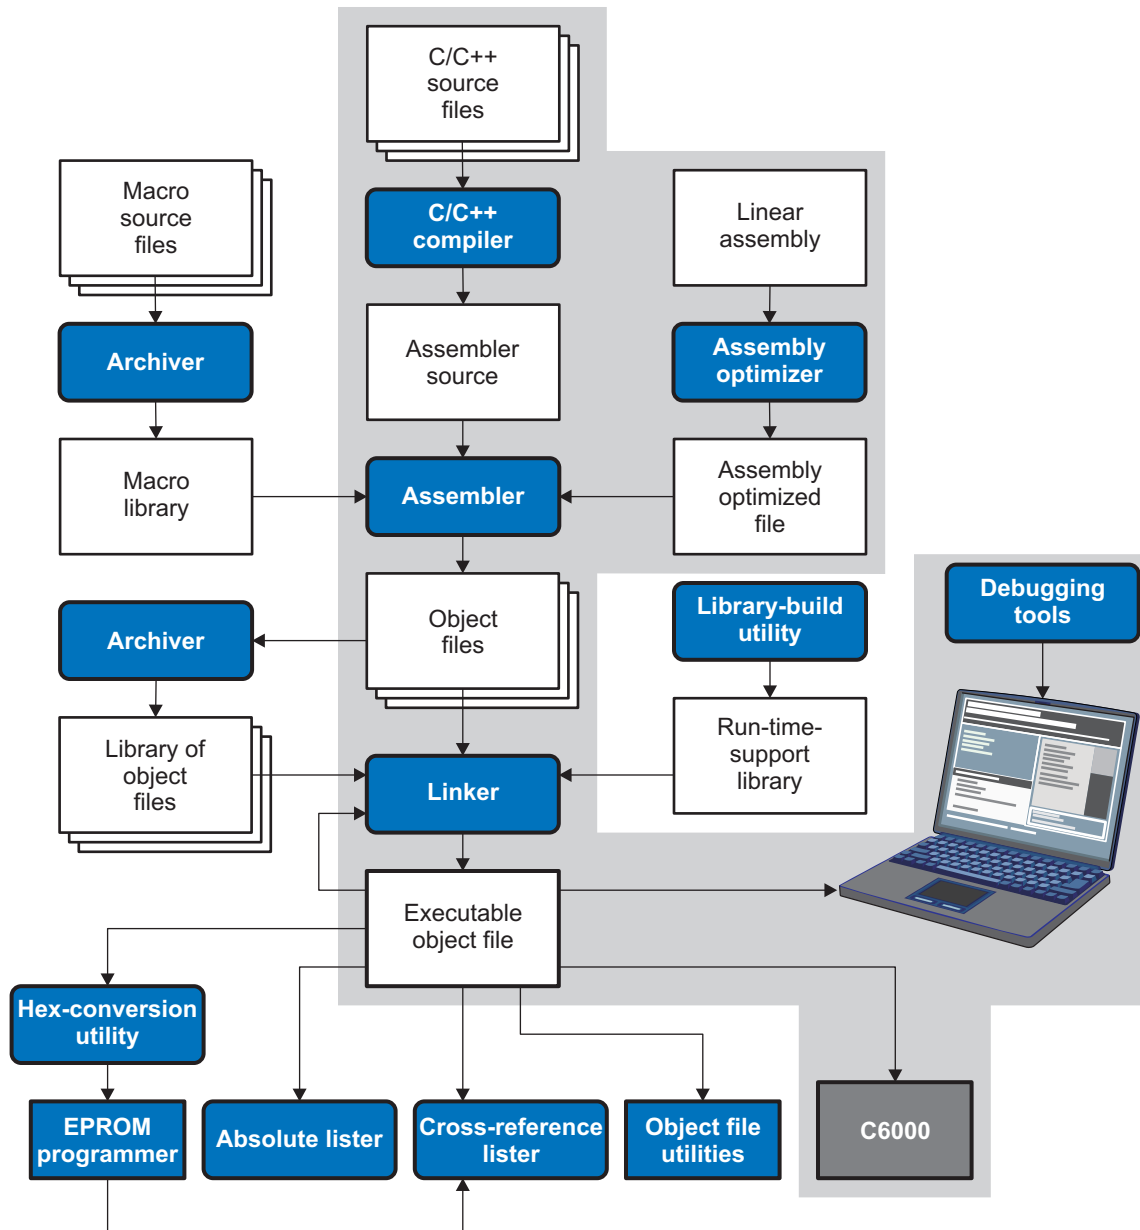 C/C++
source
files
Macro
source
files
C/C++
compiler
Linear
assembly
Archiver
Assembler
source
Assembly
optimizer
Macro
library
Assembler
Assembly
optimized
file
Archiver
Object
files
Library-build
utility
Debugging
tools
Library of
object
files
Linker
Run-time-
support
library
Executable
object file
Hex-conversion
utility
EPROM
programmer
Absolute lister
Cross-reference
lister
Object file
utilities
C6000